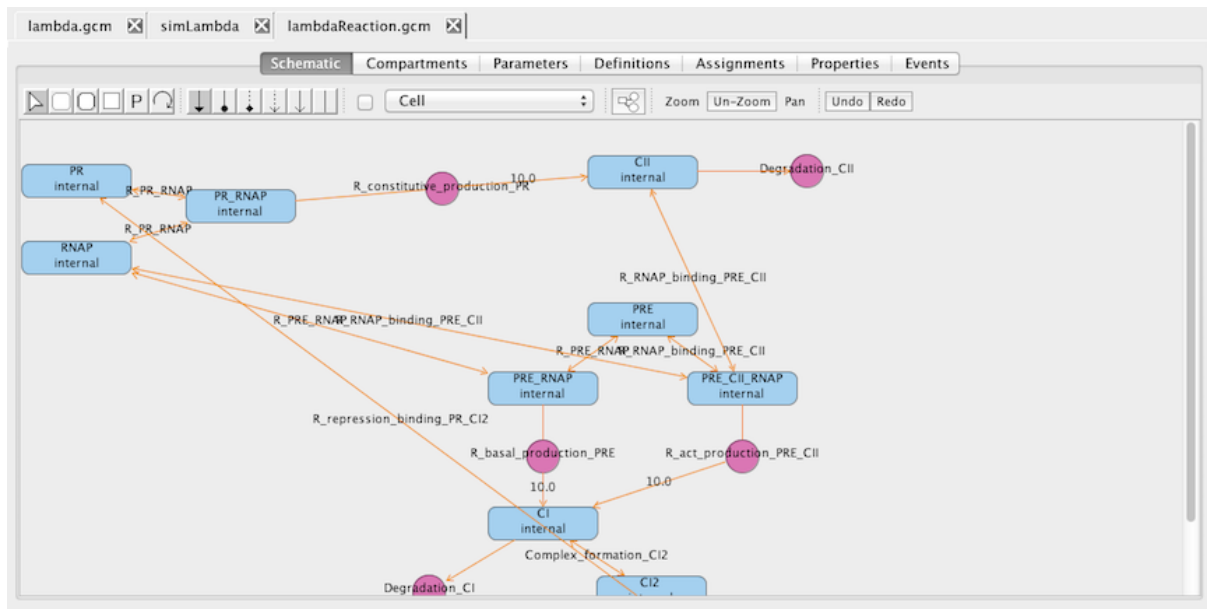 lambda.gcm simLambda lambdaReaction.gcm
Schematic Compartments Parameters Definitions Assignments Properties Events
P Cell Zoom Un-Zoom Pan Undo Redo
PR
internal
R_PR_RNAP
PR_RNAP
internal
R_constitutive_production_PR
10.0
CII
internal
Degradation_CII
R_PR_RNAP
RNAP
internal
R_RNAP_binding_PRE_CII
PRE
internal
R_PRE_RNAP
R_RNAP_binding_PRE_CII
R_PRE_RNAP
R_RNAP_binding_PRE_CII
PRE_RNAP
internal
PRE_CII_RNAP
internal
R_repression_binding_PR_CI2
R_basal_production_PRE
R_act_production_PRE_CII
10.0
10.0
CI
internal
Complex_formation_CI2
Degradation_CI
CI2